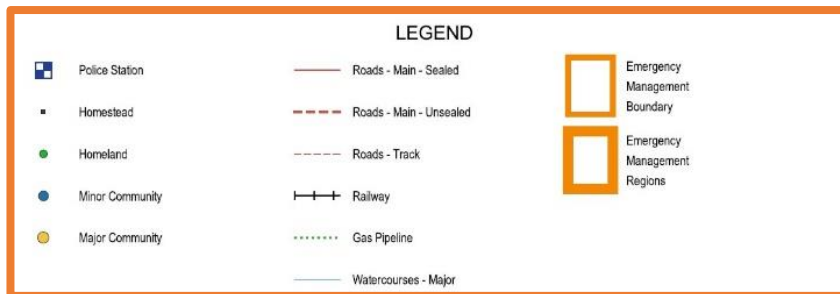 LEGEND
Police Station
Homestead
Homeland
Minor Community
Major Community
Roads - Main - Sealed
Roads - Main - Unsealed
Roads - Track
Railway
Gas Pipeline
Watercourses - Major
Emergency
Management
Boundary
Emergency
Management
Regions